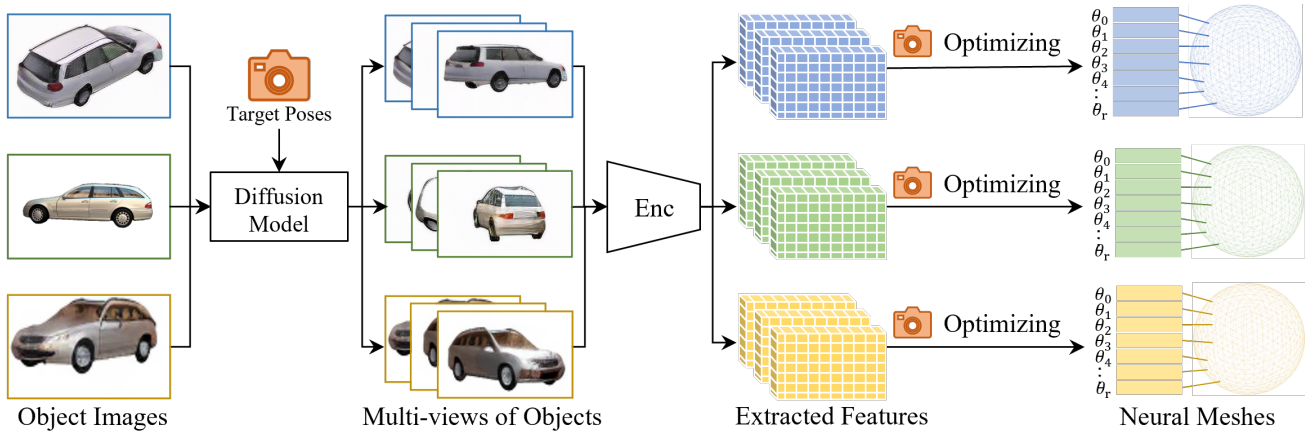 Target Poses
Diffusion
Model
Enc
Optimizing
θ0
θ1
θ2
θ3
θ4
:
θr
Optimizing
θ0
θ1
θ2
θ3
θ4
:
θr
Optimizing
θ0
θ1
θ2
θ3
θ4
:
θr
Object Images
Multi-views of Objects
Extracted Features
Neural Meshes